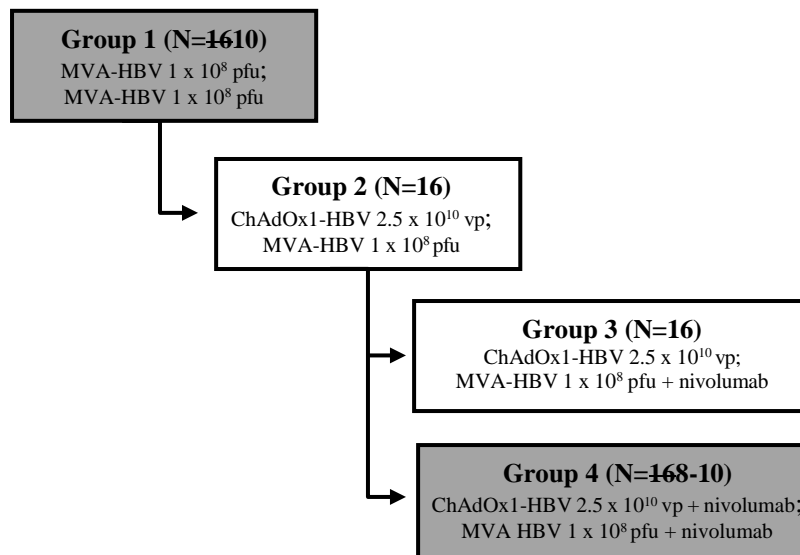 Group 1 (N=1610)
MVA-HBV 1 x 10⁸ pfu;
MVA-HBV 1 x 10⁸ pfu
Group 2 (N=16)
ChAdOx1-HBV 2.5 x 10¹⁰ vp;
MVA-HBV 1 x 10⁸ pfu
Group 3 (N=16)
ChAdOx1-HBV 2.5 x 10¹⁰ vp;
MVA-HBV 1 x 10⁸ pfu + nivolumab
Group 4 (N=168-10)
ChAdOx1-HBV 2.5 x 10¹⁰ vp + nivolumab;
MVA HBV 1 x 10⁸ pfu + nivolumab